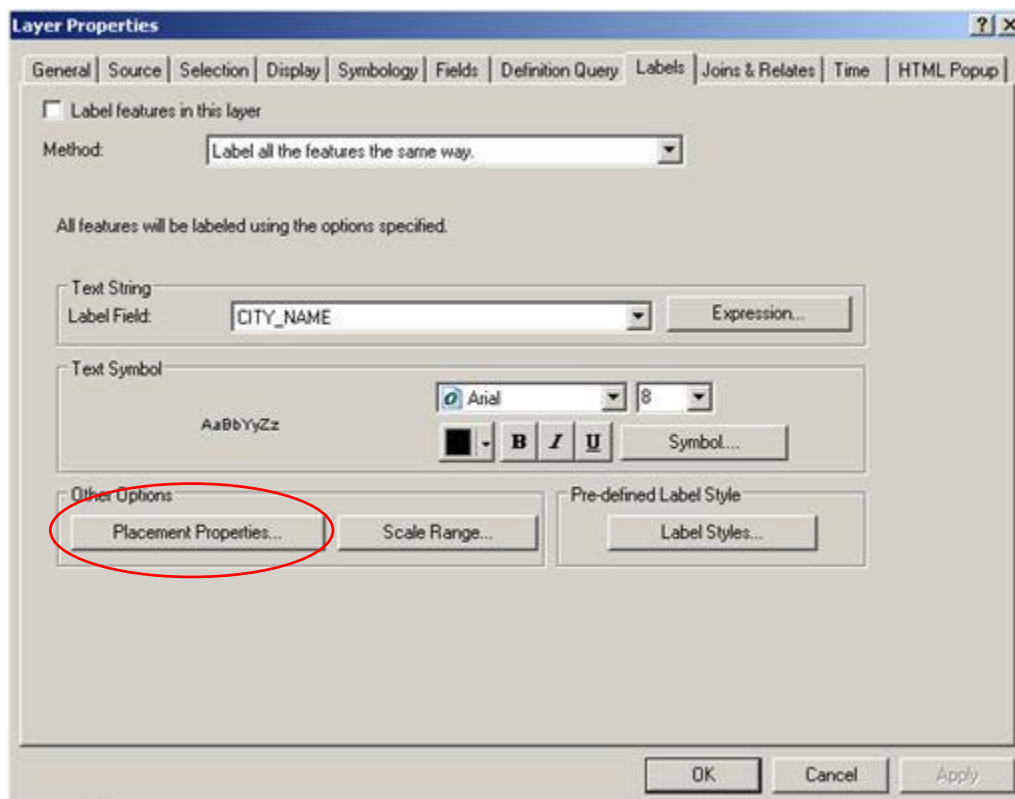 Layer Properties
General Source Selection Display Symbology Fields Definition Query Labels Joins & Relates Time HTML Popup
Label features in this layer
Method: Label all the features the same way.
All features will be labeled using the options specified.
Text String
Label Field: CITY_NAME Expression...
Text Symbol
AaBbYyZz
Arial 8
B I U Symbol...
Other Options
Placement Properties... Scale Range...
Pre-defined Label Style
Label Styles...
OK Cancel Apply